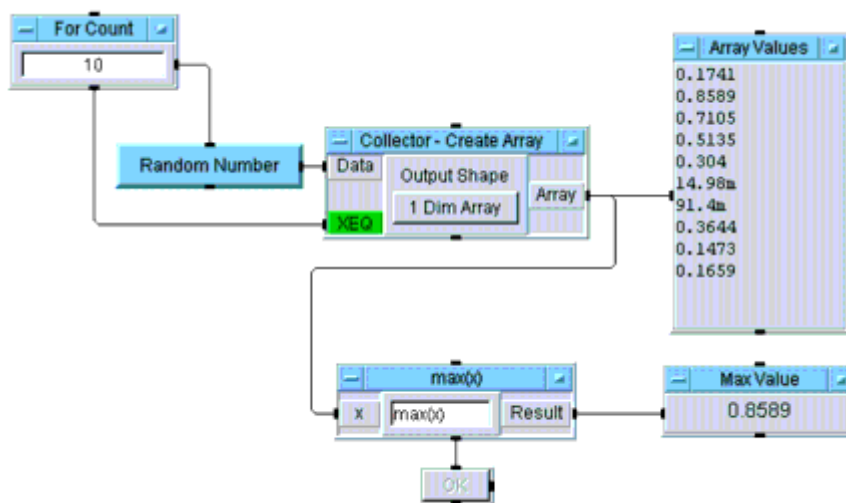 For Count
10
Random Number
Collector - Create Array
Data
Output Shape
1 Dim Array
Array
XEQ
Array Values
0.1741
0.8589
0.7105
0.5135
0.304
14.98m
91.4m
0.3644
0.1473
0.1659
max(x)
x
max(x)
Result
Max Value
0.8589
OK